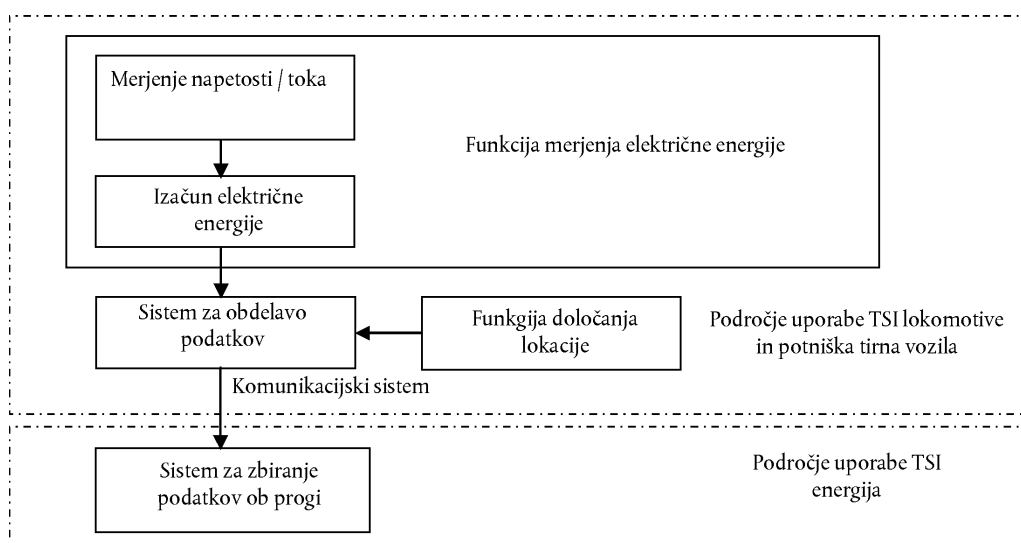 Merjenje napetosti / toka
Funkcija merjenja električne energije
Izačun električne
energije
Sistem za obdelavo
podatkov
Funkgija določanja
lokacije
Področje uporabe TSI lokomotive
in potniška tirna vozila
Komunikacijski sistem
Sistem za zbiranje
podatkov ob progi
Področje uporabe TSI
energija